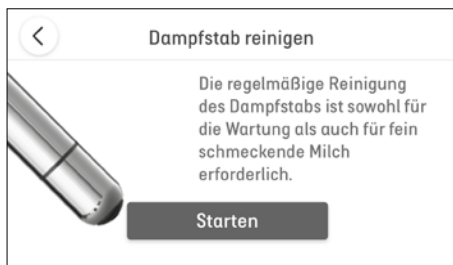 Dampfstab reinigen
Die regelmäßige Reinigung
des Dampfstabs ist sowohl für
die Wartung als auch für fein
schmeckende Milch
erforderlich.
Starten